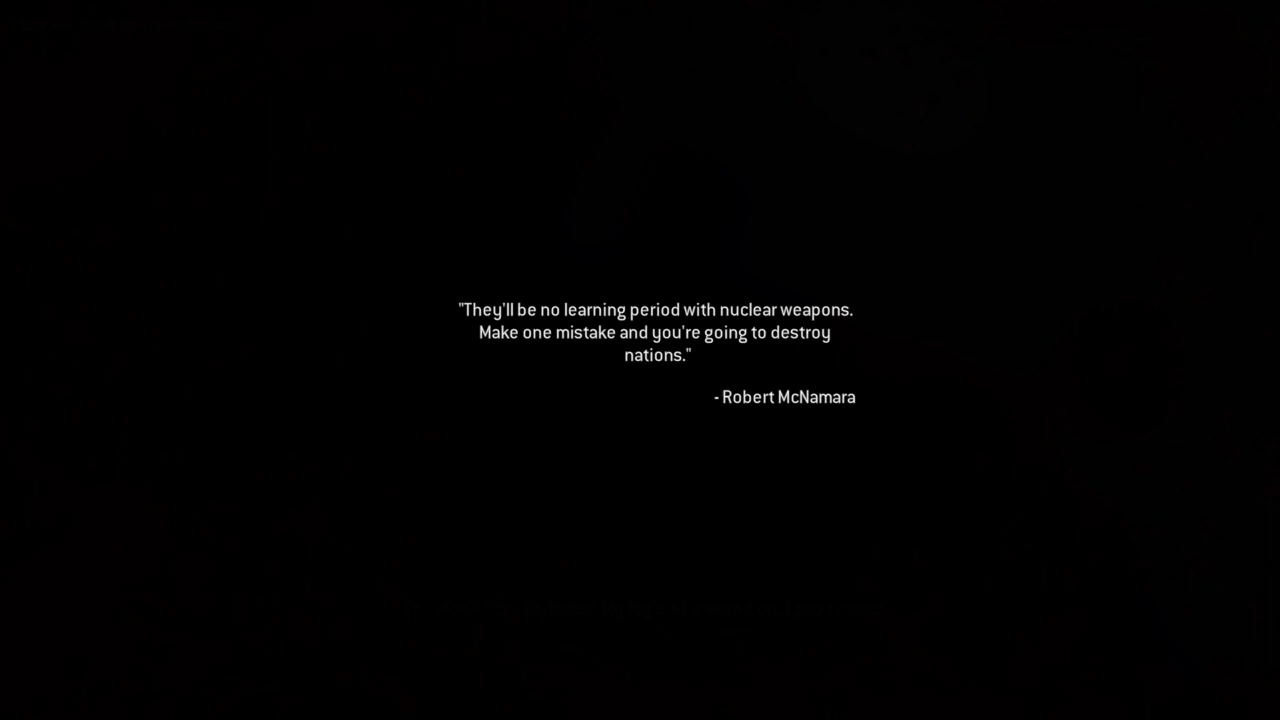 "They'll be no learning period with nuclear weapons.
Make one mistake and you're going to destroy
nations."
- Robert McNamara